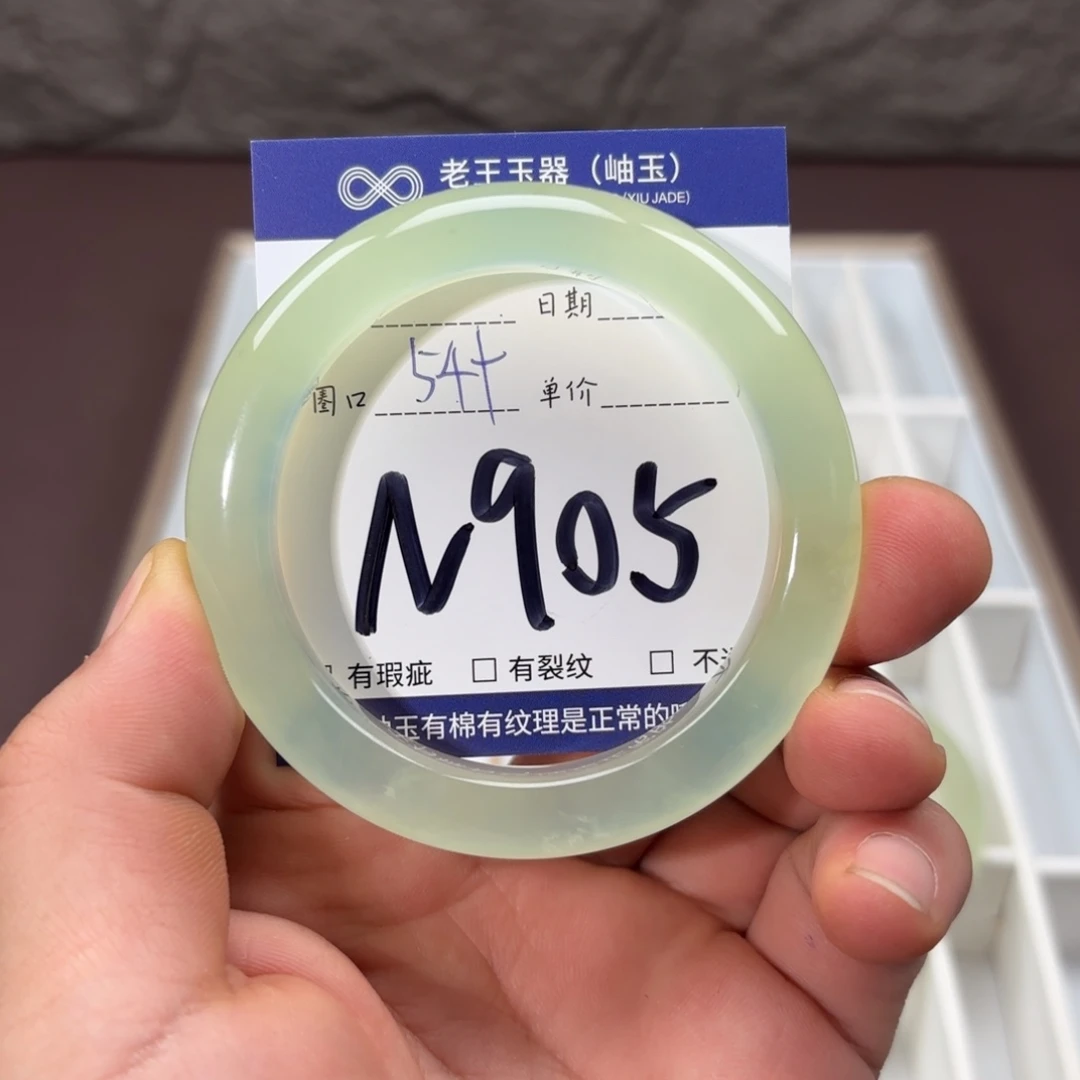 老王玉器（岫玉）
(XIU JADE)
日期
圈口 54+ 单价
N905
有瑕疵 □ 有裂纹 □ 不
岫玉有棉有纹理是正常的